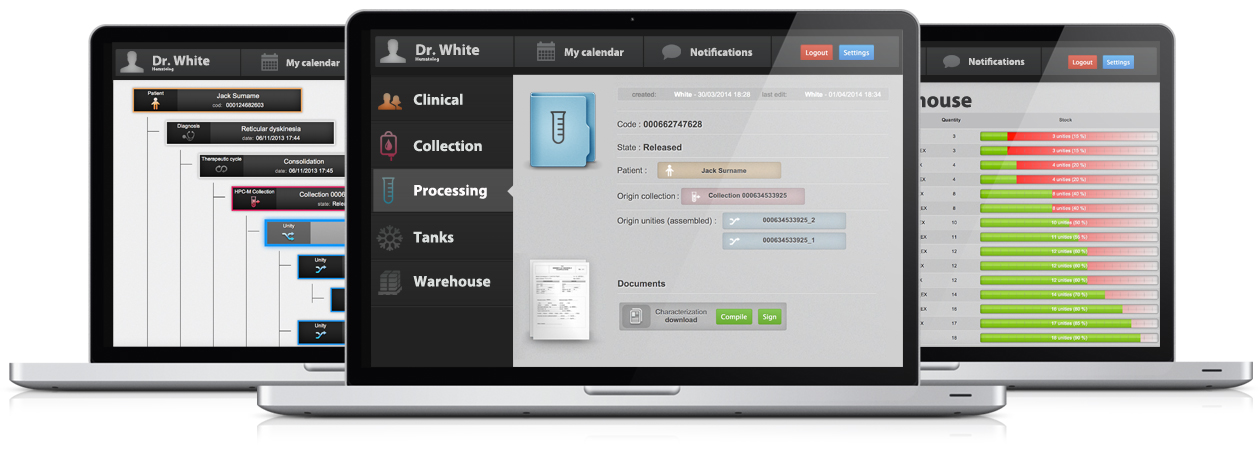 Dr. White
Hematolog
My calendar
Patient
Jack Surname
cod: 000124682603
Diagnosis
Reticular dyskinesia
date: 06/11/2013 17:44
Therapeutic cycle
Consolidation
date: 06/11/2013 17:45
HPC-M Collection
Collection 0006
state: Rele
Unity
Unity
Unity
Dr. White
Hematolog
My calendar
Notifications
Logout
Settings
Clinical
Collection
Processing
Tanks
Warehouse
created: White - 30/03/2014 18:28 last edit: White - 01/04/2014 18:34
Code : 000662747628
State : Released
Patient : Jack Surname
Origin collection : Collection 000634533925
Origin unities (assembled) : 000634533925_2
000634533925_1
Documents
Characterization
download
Compile
Sign
Notifications
Logout
Settings
house
Quantity Stock
3 3 unities (15 %)
EX 3 3 unities (15 %)
X 4 4 unities (20 %)
EX 4 4 unities (20 %)
X 8 8 unities (40 %)
EX 8 8 unities (40 %)
EX 10 10 unities (50 %)
EX 11 11 unities
X 12 12 unities (60 %)
EX 12 12 unities (60 %)
X 12 12 unities (60 %)
EX 14 14 unities (70 %)
EX 16 16 unities (80 %)
X 17 17 unities
18 18 unities (90 %)